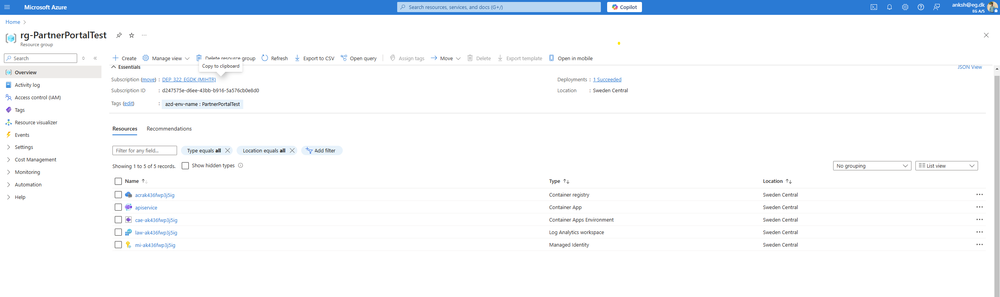 Microsoft Azure
Search resources, services, and docs (G+/)
Copilot
anksh@eg.dk
EG A/S
Home
rg-PartnerPortalTest
Resource group
Search
Create
Manage view
Delete resource group
Refresh
Export to CSV
Open query
Assign tags
Move
Delete
Export template
Open in mobile
Copy to clipboard
Overview
Activity log
Access control (IAM)
Tags
Resource visualizer
Events
Settings
Cost Management
Monitoring
Automation
Help
Essentials
JSON View
Subscription (move) : DEP_322_EGDK (MIHTR)
Subscription ID : d247575e-d6ee-43bb-b916-5a576cb0e8d0
Tags (edit) : azd-env-name : PartnerPortalTest
Deployments : 1 Succeeded
Location : Sweden Central
Resources Recommendations
Filter for any field...
Type equals all
Location equals all
Add filter
Showing 1 to 5 of 5 records.
Show hidden types
No grouping
List view
Name Type Location
acrak436fwp3j5ig Container registry Sweden Central
apiservice Container App Sweden Central
cae-ak436fwp3j5ig Container Apps Environment Sweden Central
law-ak436fwp3j5ig Log Analytics workspace Sweden Central
mi-ak436fwp3j5ig Managed Identity Sweden Central